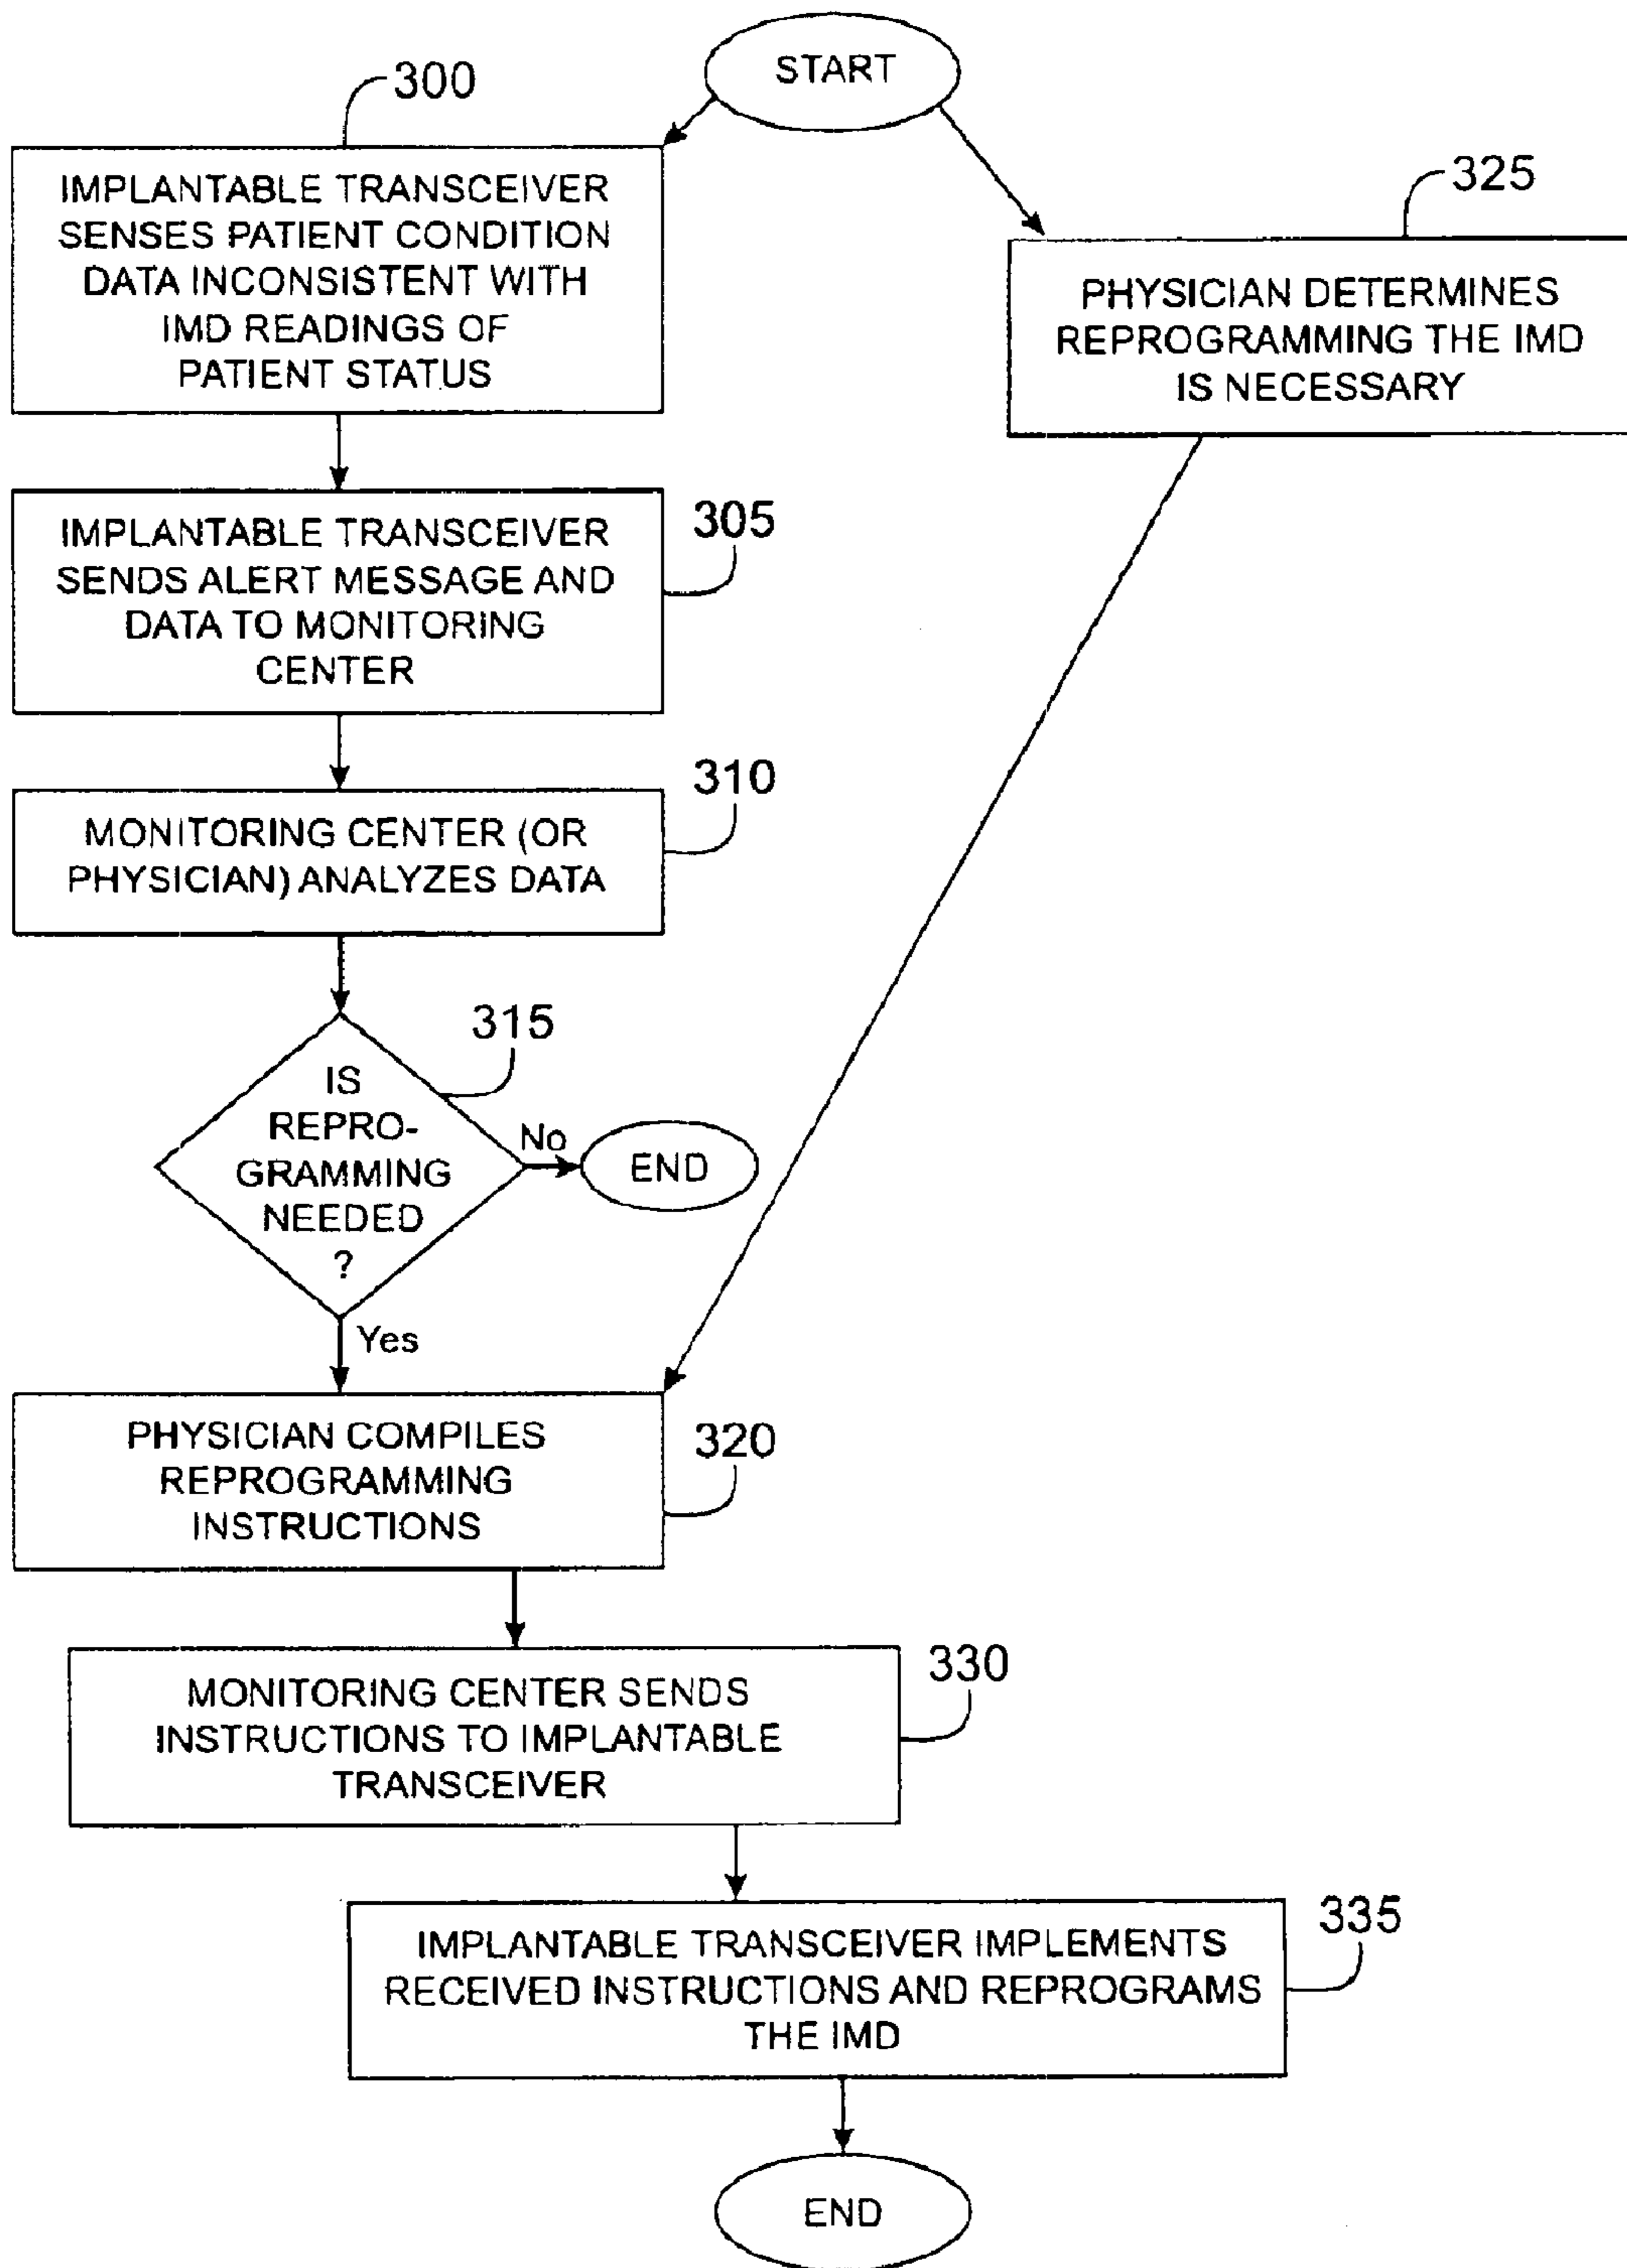 START
300
IMPLANTABLE TRANSCEIVER
SENSES PATIENT CONDITION
DATA INCONSISTENT WITH
IMD READINGS OF
PATIENT STATUS
325
PHYSICIAN DETERMINES
REPROGRAMMING THE IMD
IS NECESSARY
305
IMPLANTABLE TRANSCEIVER
SENDS ALERT MESSAGE AND
DATA TO MONITORING
CENTER
310
MONITORING CENTER (OR
PHYSICIAN) ANALYZES DATA
315
IS
REPRO-
GRAMMING
NEEDED
?
No
END
Yes
320
PHYSICIAN COMPILES
REPROGRAMMING
INSTRUCTIONS
330
MONITORING CENTER SENDS
INSTRUCTIONS TO IMPLANTABLE
TRANSCEIVER
335
IMPLANTABLE TRANSCEIVER IMPLEMENTS
RECEIVED INSTRUCTIONS AND REPROGRAMS
THE IMD
END